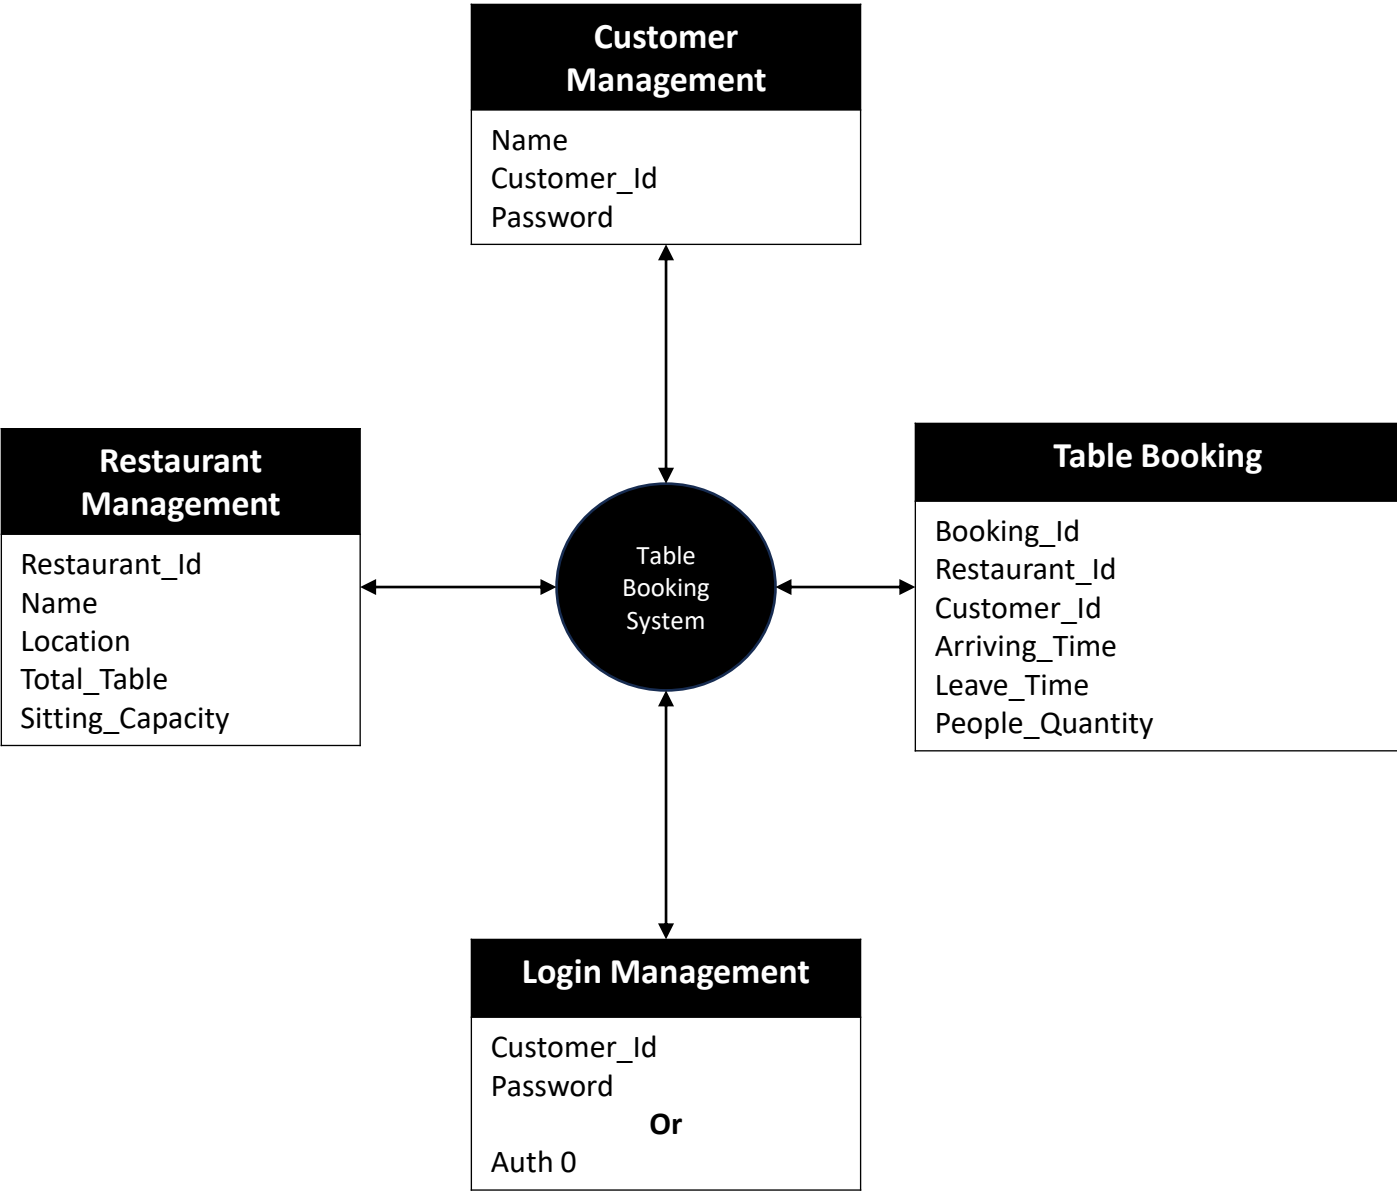 Customer
Management
Name
Customer_Id
Password
Restaurant
Management
Restaurant_Id
Name
Location
Total_Table
Sitting_Capacity
Table
Booking
System
Table Booking
Booking_Id
Restaurant_Id
Customer_Id
Arriving_Time
Leave_Time
People_Quantity
Login Management
Customer_Id
Password
Or
Auth 0